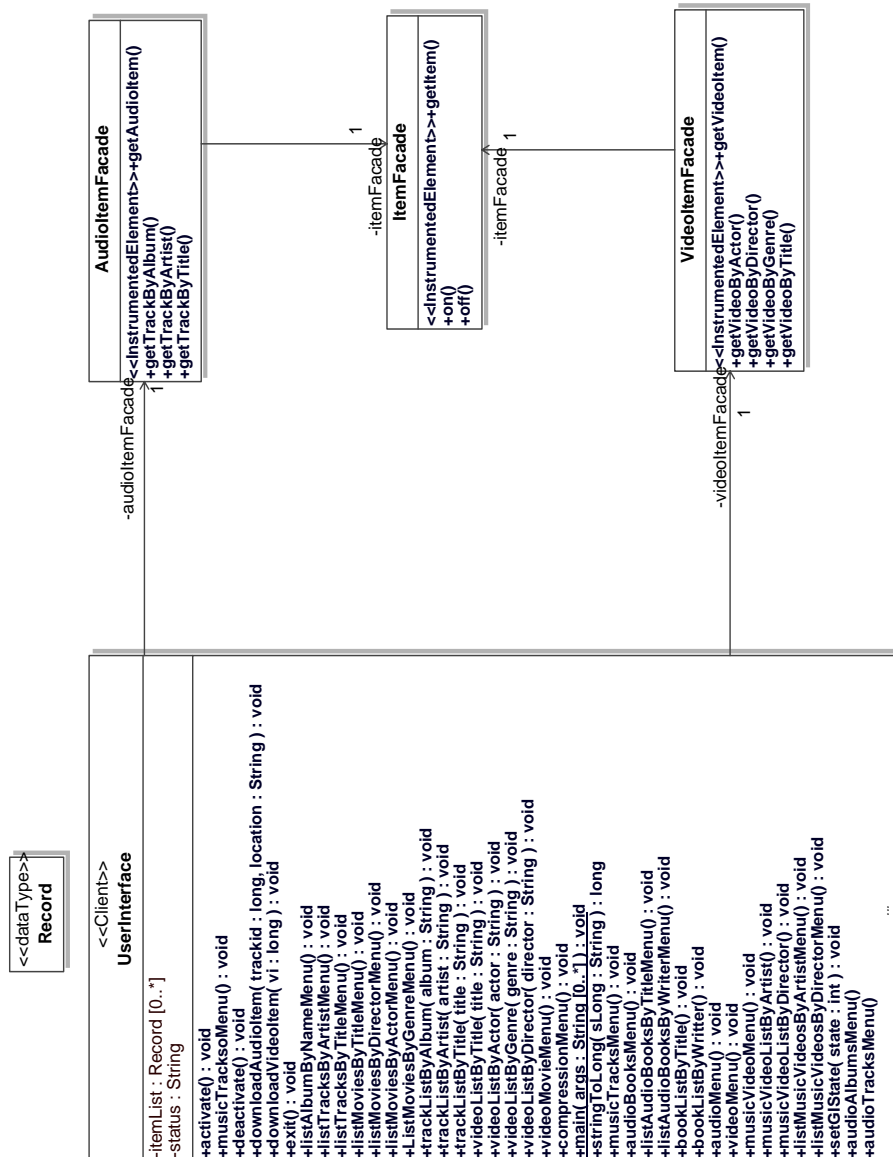 <<dataType>>
Record
<<Client>>
UserInterface
-itemList : Record [0..*]
-status : String
+activate() : void
+musicTracksoMenu() : void
+deactivate() : void
+downloadAudioItem( trackid : long, location : String ) : void
+downloadVideoItem( vi : long ) : void
+exit() : void
+listAlbumByNameMenu() : void
+listTracksByArtistMenu() : void
+listTracksByTitleMenu() : void
+listMoviesByTitleMenu() : void
+listMoviesByDirectorMenu() : void
+listMoviesByActorMenu() : void
+ListMoviesByGenreMenu() : void
+trackListByAlbum( album : String ) : void
+trackListByArtist( artist : String ) : void
+trackListByTitle( title : String ) : void
+videoListByTitle( title : String ) : void
+videoListByActor( actor : String ) : void
+videoListByGenre( genre : String ) : void
+videoListByDirector( director : String ) : void
+videoMovieMenu() : void
+compressionMenu() : void
+main( args : String [0..*] ) : void
+stringToLong( sLong : String ) : long
+musicTracksMenu() : void
+audioBooksMenu() : void
+listAudioBooksByTitleMenu() : void
+listAudioBooksByWriterMenu() : void
+bookListByTitle() : void
+bookListByWritter() : void
+audioMenu() : void
+videoMenu() : void
+musicVideoMenu() : void
+musicVideoListByArtist() : void
+musicVideoListByDirector() : void
+listMusicVideosByArtistMenu() : void
+listMusicVideosByDirectorMenu() : void
+setGIState( state : int ) : void
+audioAlbumsMenu()
+audioTracksMenu()
...
-audioItemFacade
1
-videoItemFacade
1
AudioItemFacade
<<InstrumentedElement>>+getAudioItem()
+getTrackByAlbum()
+getTrackByArtist()
+getTrackByTitle()
-itemFacade
1
ItemFacade
<<InstrumentedElement>>+getItem()
+on()
+off()
-itemFacade
1
VideoItemFacade
<<InstrumentedElement>>+getVideoItem()
+getVideoByActor()
+getVideoByDirector()
+getVideoByGenre()
+getVideoByTitle()